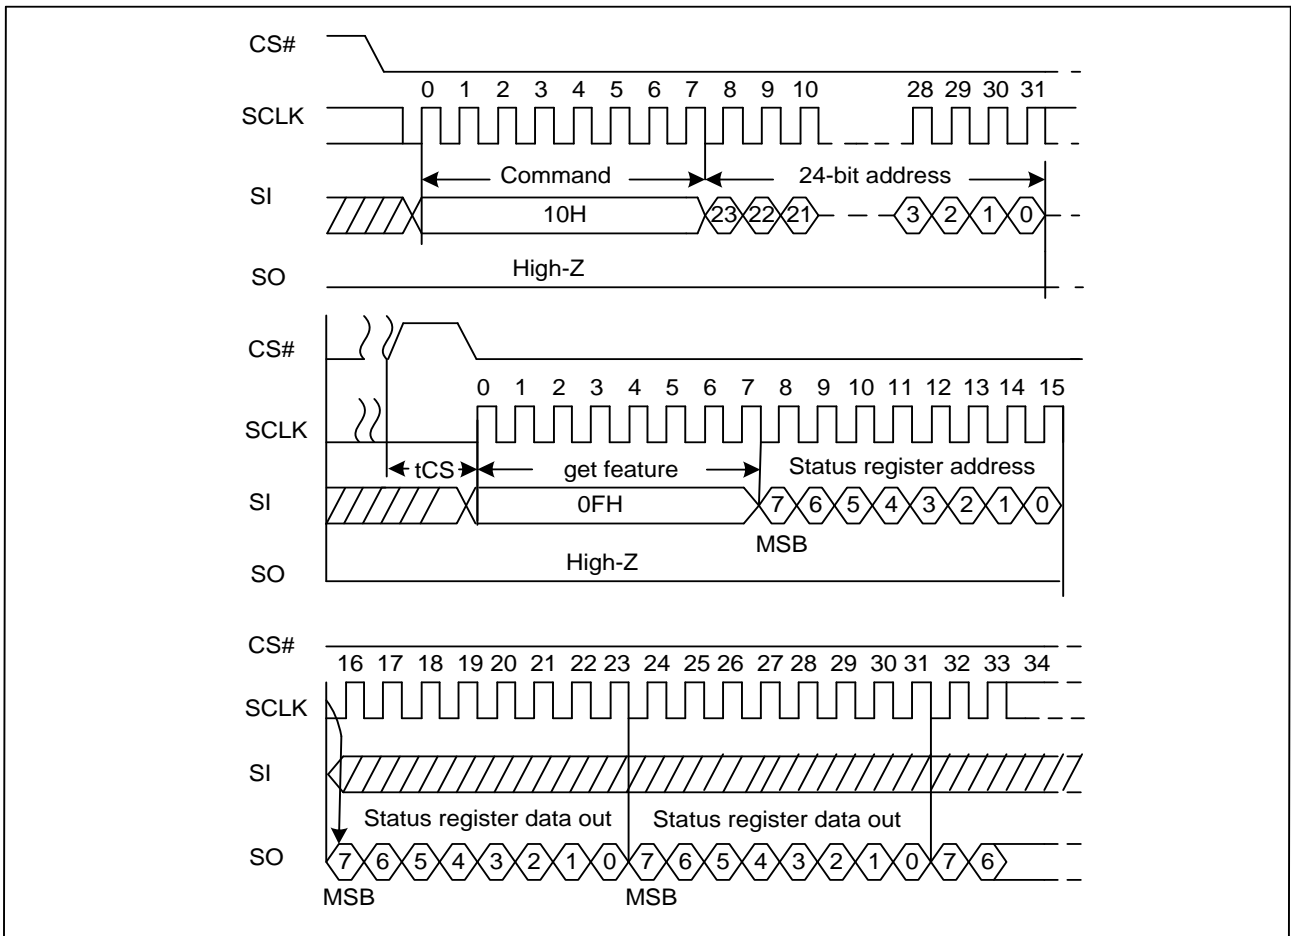 CS#
0 1 2 3 4 5 6 7 8 9 10 28 29 30 31
SCLK
Command 24-bit address
SI
10H 23 22 21 3 2 1 0
High-Z
SO
CS#
0 1 2 3 4 5 6 7 8 9 10 11 12 13 14 15
SCLK
tCS get feature Status register address
SI 0FH 7 6 5 4 3 2 1 0
MSB
High-Z
SO
CS#
16 17 18 19 20 21 22 23 24 25 26 27 28 29 30 31 32 33 34
SCLK
SI
Status register data out Status register data out
SO 7 6 5 4 3 2 1 0 7 6 5 4 3 2 1 0 7 6
MSB MSB